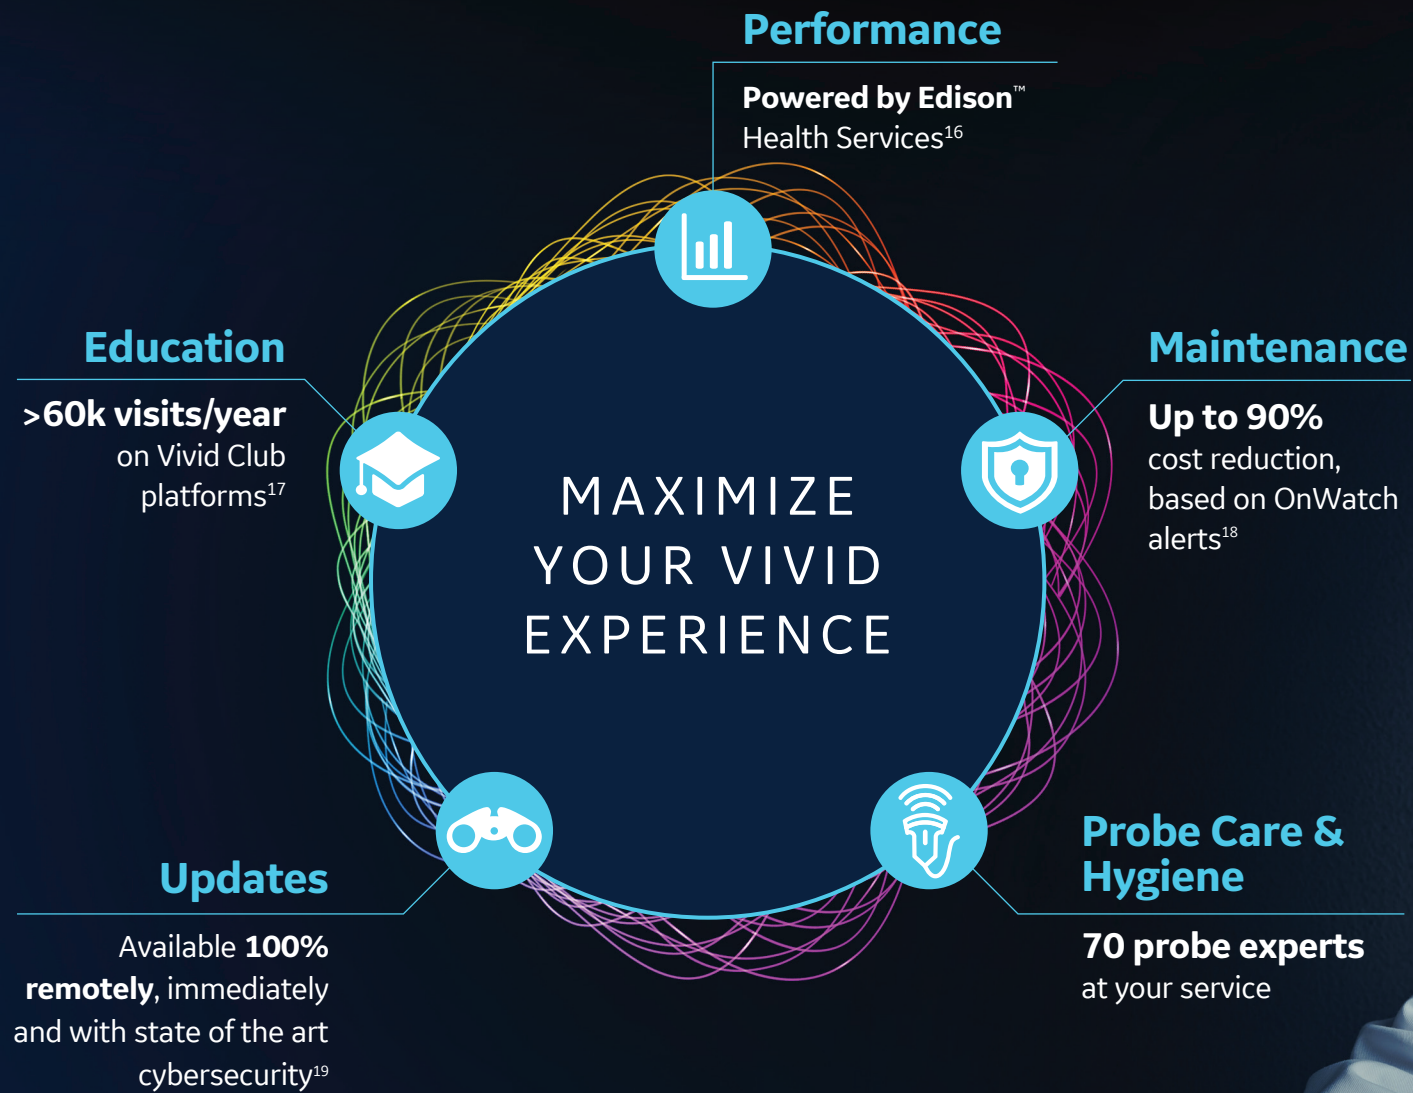 Performance
Powered by Edison™
Health Services¹⁶
Education
>60k visits/year
on Vivid Club
platforms¹⁷
Maintenance
Up to 90%
cost reduction,
based on OnWatch
alerts¹⁸
MAXIMIZE
YOUR VIVID
EXPERIENCE
Updates
Available 100%
remotely, immediately
and with state of the art
cybersecurity¹⁹
Probe Care &
Hygiene
70 probe experts
at your service